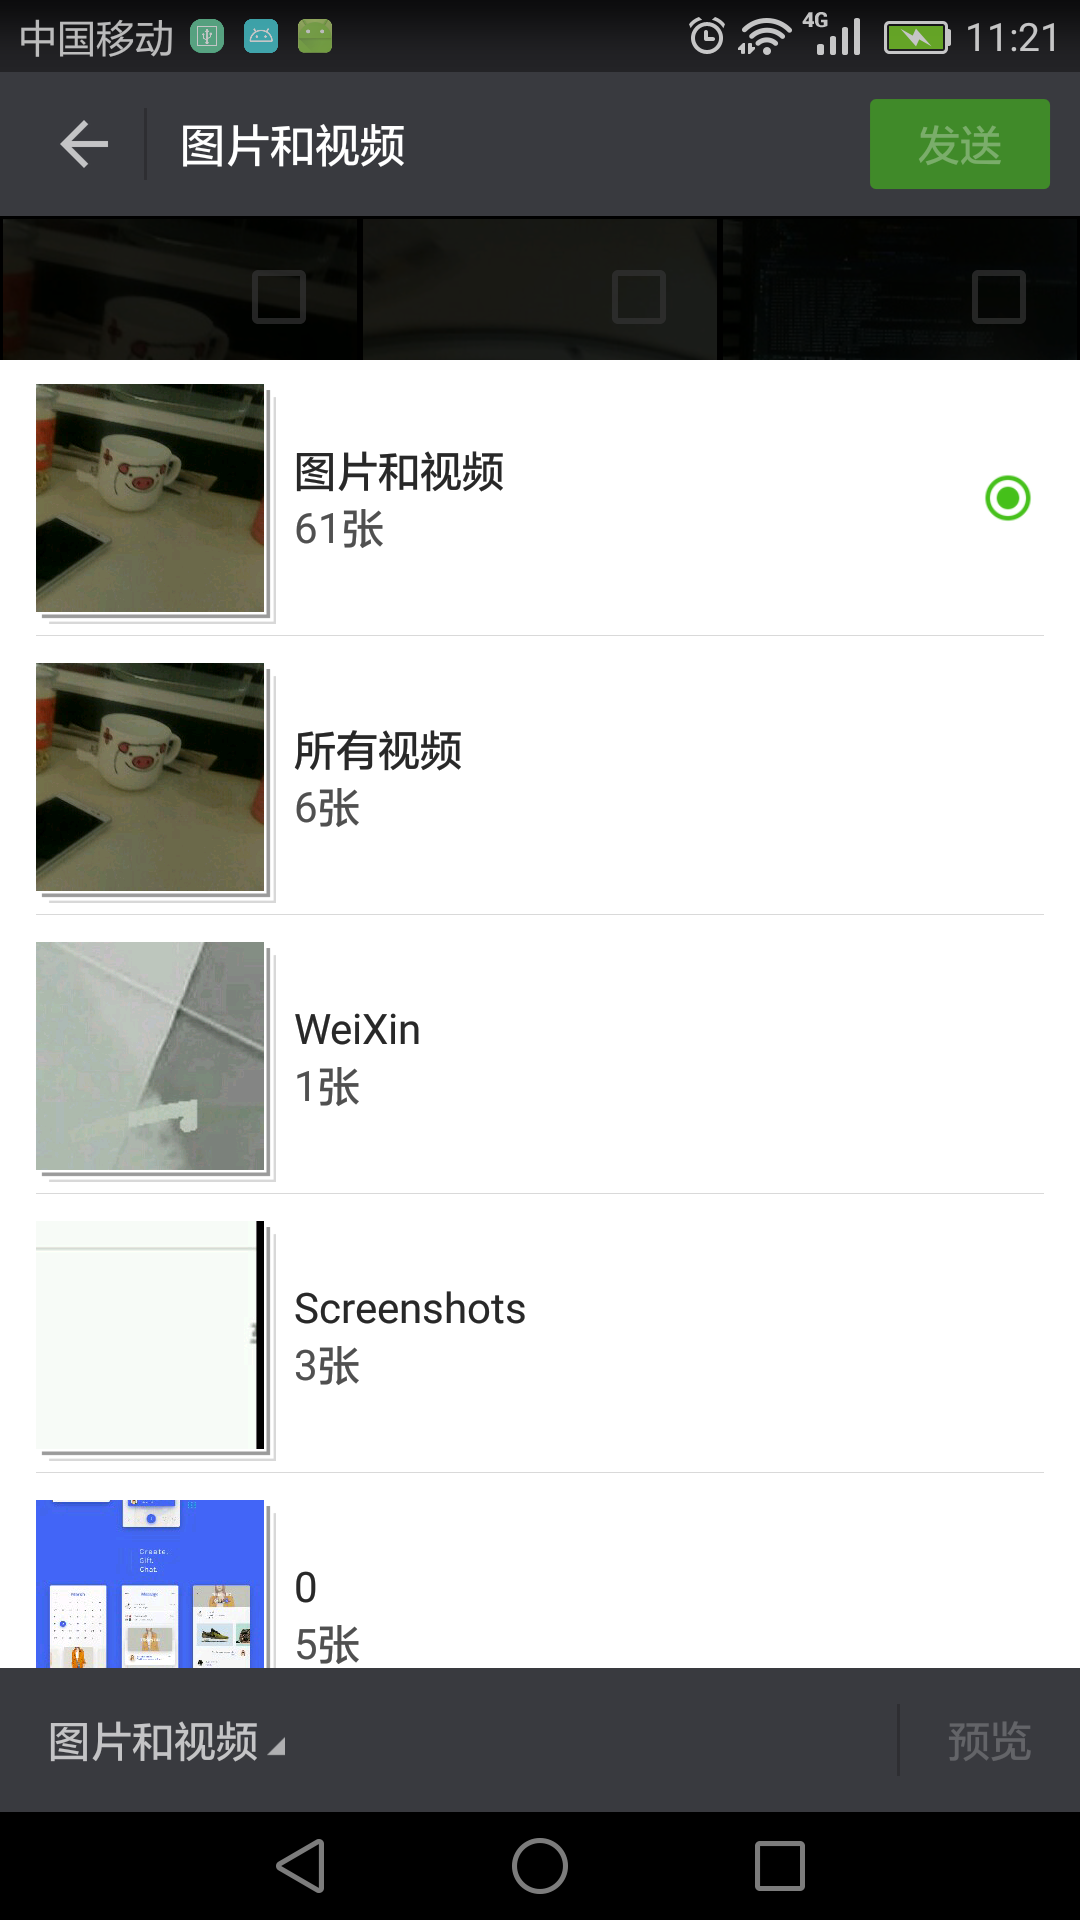 中国移动 4G 11:21
图片和视频 发送
图片和视频
61张
所有视频
6张
WeiXin
1张
Screenshots
3张
Create.
Gift.
Chat.
0
5张
图片和视频 预览